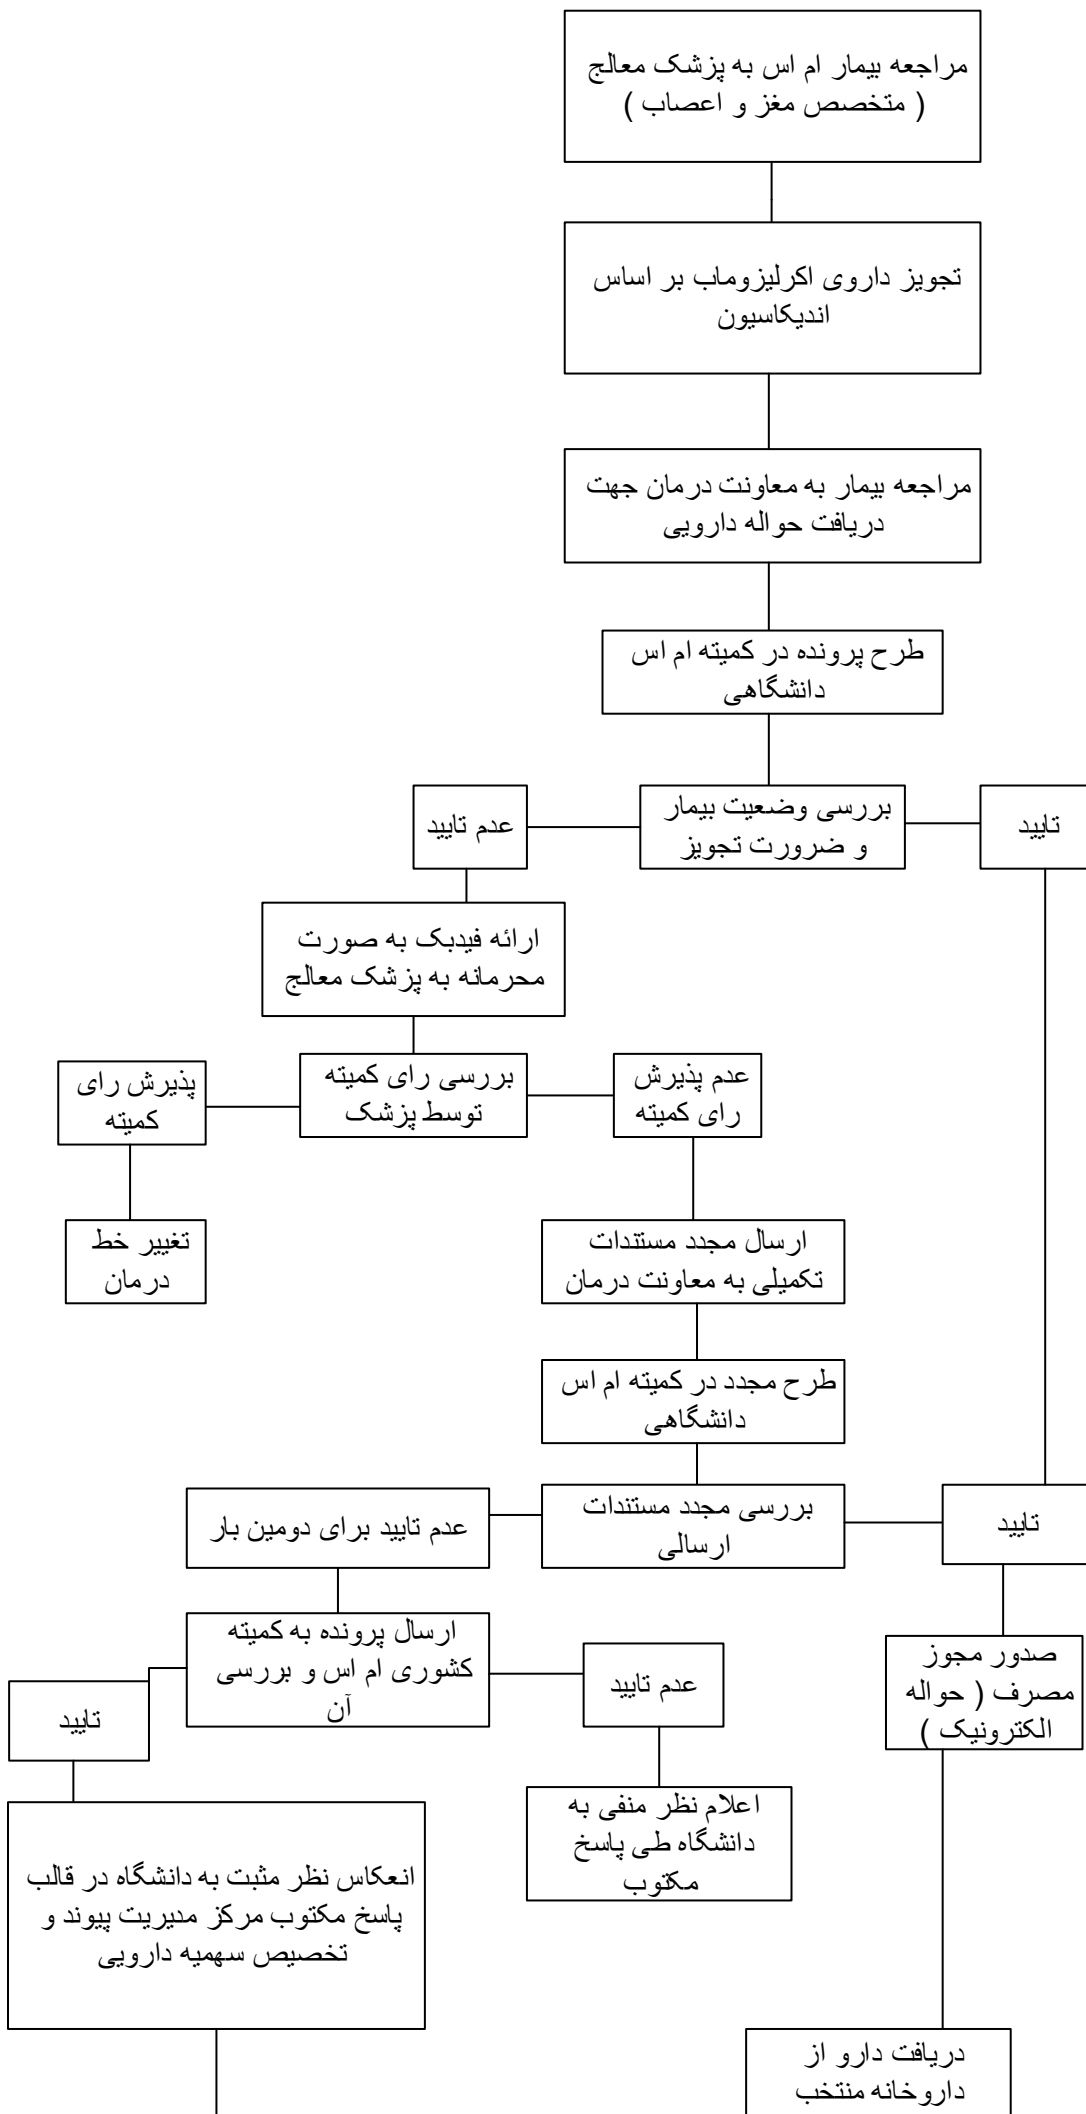 مراجعه بیمار ام اس به پزشک معالج
( متخصص مغز و اعصاب )
تجویز داروی اکرلیزوماب بر اساس
اندیکاسیون
مراجعه بیمار به معاونت درمان جهت
دریافت حواله دارویی
طرح پرونده در کمیته ام اس
دانشگاهی
تایید
بررسی وضعیت بیمار
و ضرورت تجویز
عدم تایید
ارائه فیدبک به صورت
محرمانه به پزشک معالج
عدم پذیرش
رای کمیته
بررسی رای کمیته
توسط پزشک
پذیرش رای
کمیته
تغییر خط
درمان
ارسال مجدد مستندات
تکمیلی به معاونت درمان
طرح مجدد در کمیته ام اس
دانشگاهی
تایید
بررسی مجدد مستندات
ارسالی
عدم تایید برای دومین بار
ارسال پرونده به کمیته
کشوری ام اس و بررسی
آن
صدور مجوز
مصرف ( حواله
الکترونیک )
عدم تایید
تایید
اعلام نظر منفی به
دانشگاه طی پاسخ
مکتوب
انعکاس نظر مثبت به دانشگاه در قالب
پاسخ مکتوب مرکز مدیریت پیوند و
تخصیص سهمیه دارویی
دریافت دارو از
داروخانه منتخب